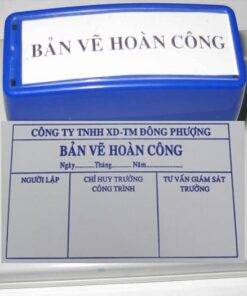 BẢN VẼ HOÀN CÔNG
CÔNG TY TNHH XD-TM ĐÔNG PHƯỢNG
BẢN VẼ HOÀN CÔNG
Ngày.........Tháng.........Năm............
NGƯỜI LẬP
CHỈ HUY TRƯỞNG
CÔNG TRÌNH
TƯ VẤN GIÁM SÁT
TRƯỞNG